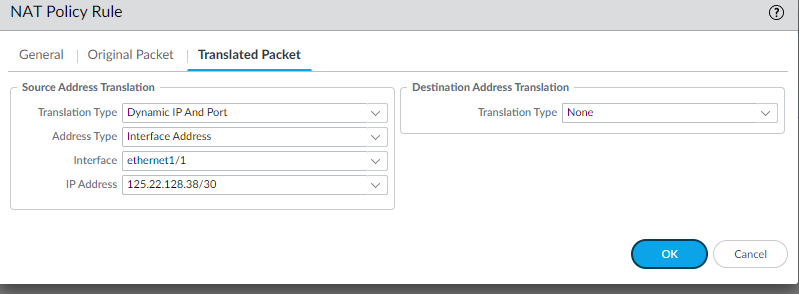 NAT Policy Rule
?
General Original Packet Translated Packet
Source Address Translation
Translation Type Dynamic IP And Port
Address Type Interface Address
Interface ethernet1/1
IP Address 125.22.128.38/30
Destination Address Translation
Translation Type None
OK Cancel